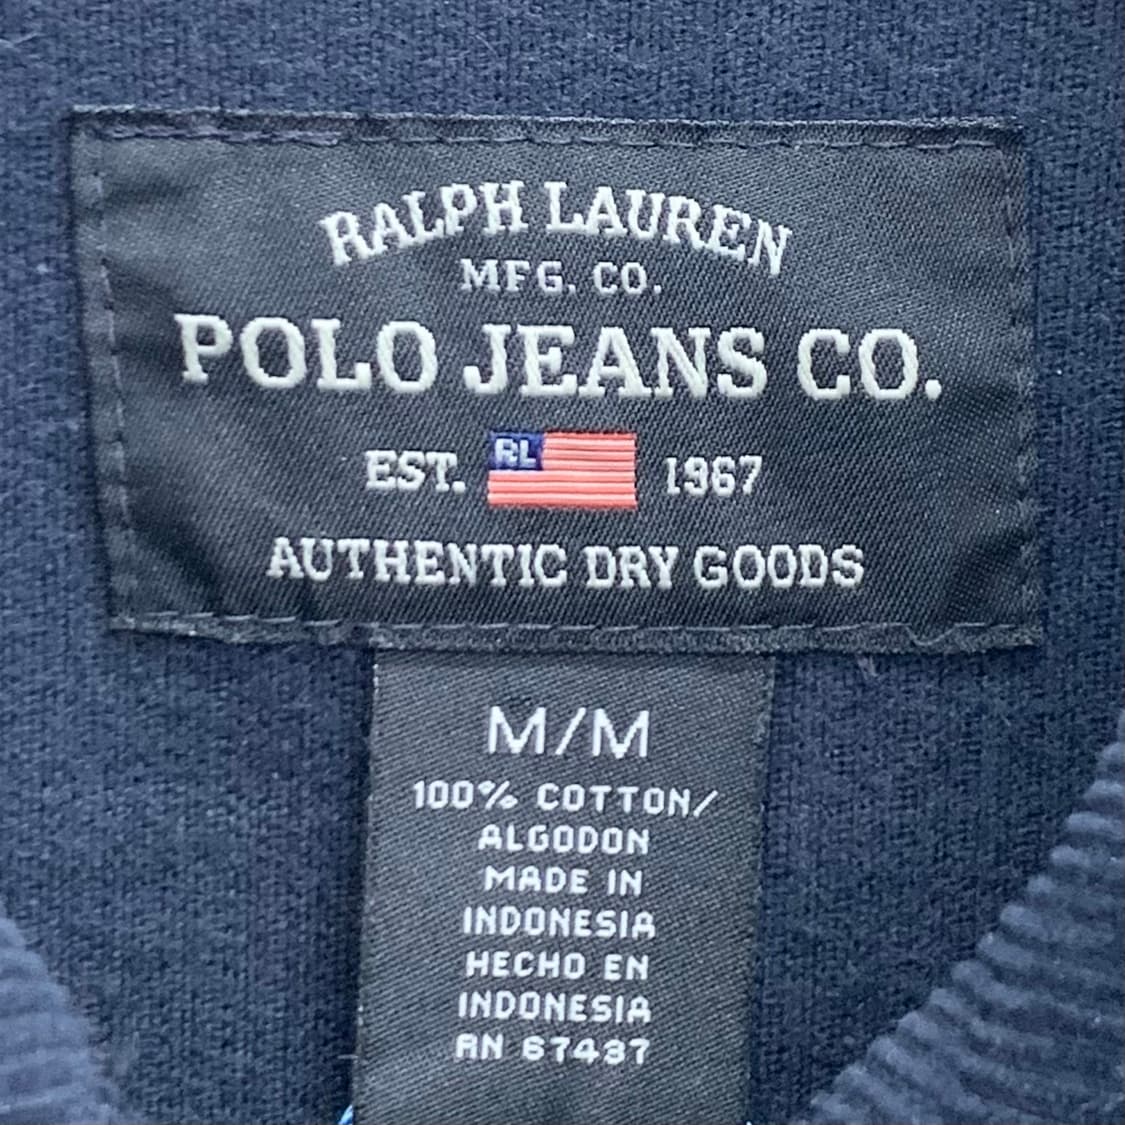 RALPH LAUREN
MFG. CO.
POLO JEANS CO.
EST. RL 1967
AUTHENTIC DRY GOODS
M/M
100% COTTON/
ALGODON
MADE IN
INDONESIA
HECHO EN
INDONESIA
RN 67437